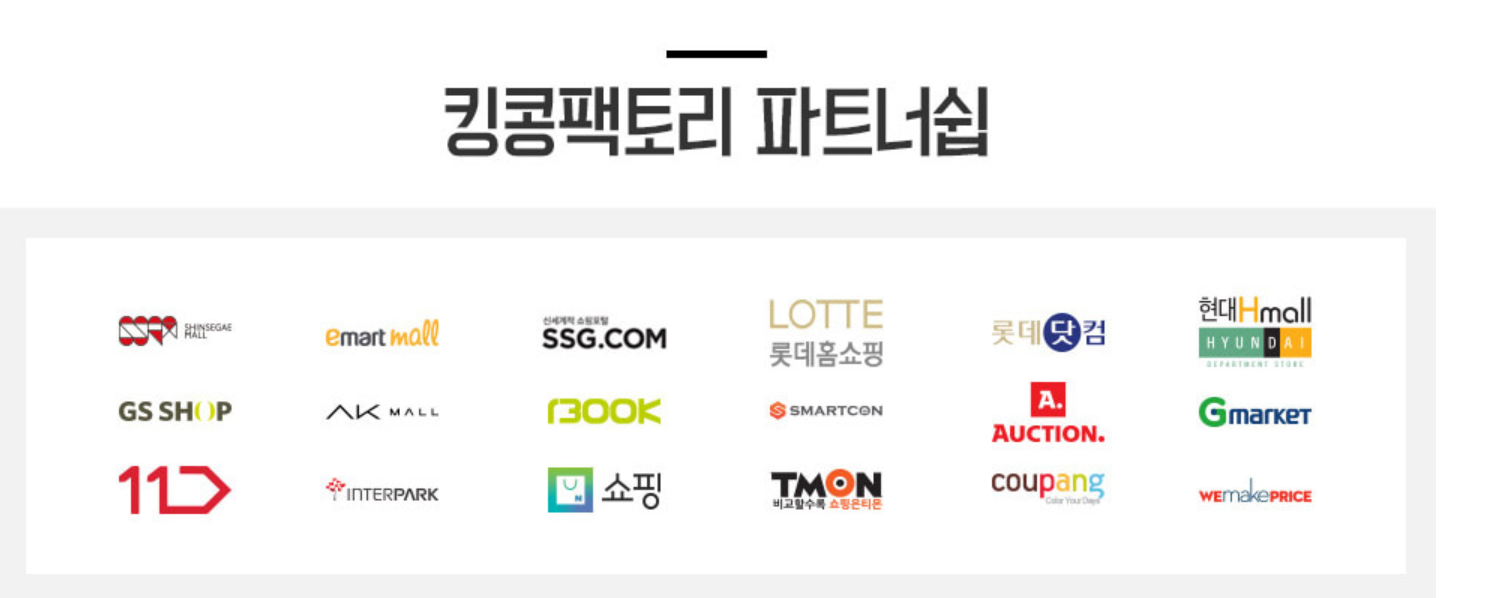 킹콩팩토리 파트너쉽
SHINSEGAE
MALL
emart mall
신세계적 쇼핑포털
SSG.COM
LOTTE
롯데홈쇼핑
롯데닷컴
현대Hmall
HYUNDAI
DEPARTMENT STORE
GS SHOP
AK MALL
BOOK
SMARTCON
A.
AUCTION.
Gmarket
11
INTERPARK
N
쇼핑
TMON
비교할수록 쇼핑은티몬
coupang
Color Your Days
WEmakePRICE